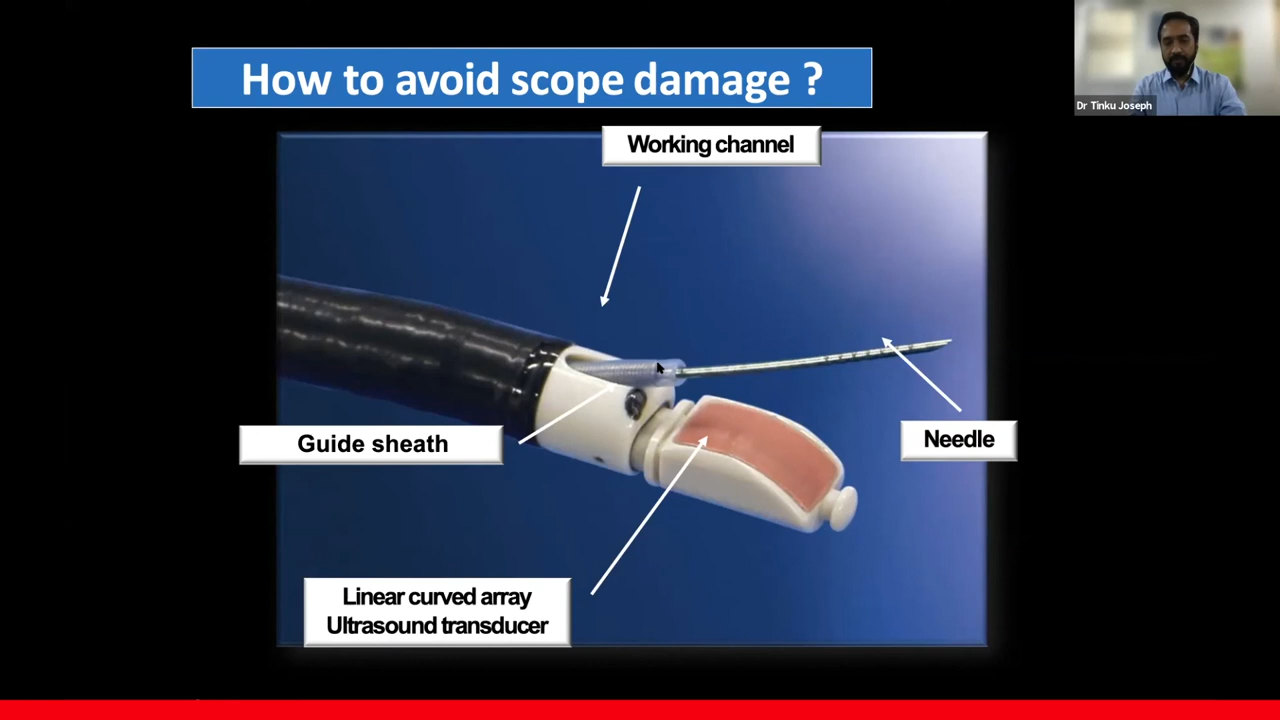 How to avoid scope damage ?
Dr Tinku Joseph
Working channel
Guide sheath
Needle
Linear curved array
Ultrasound transducer